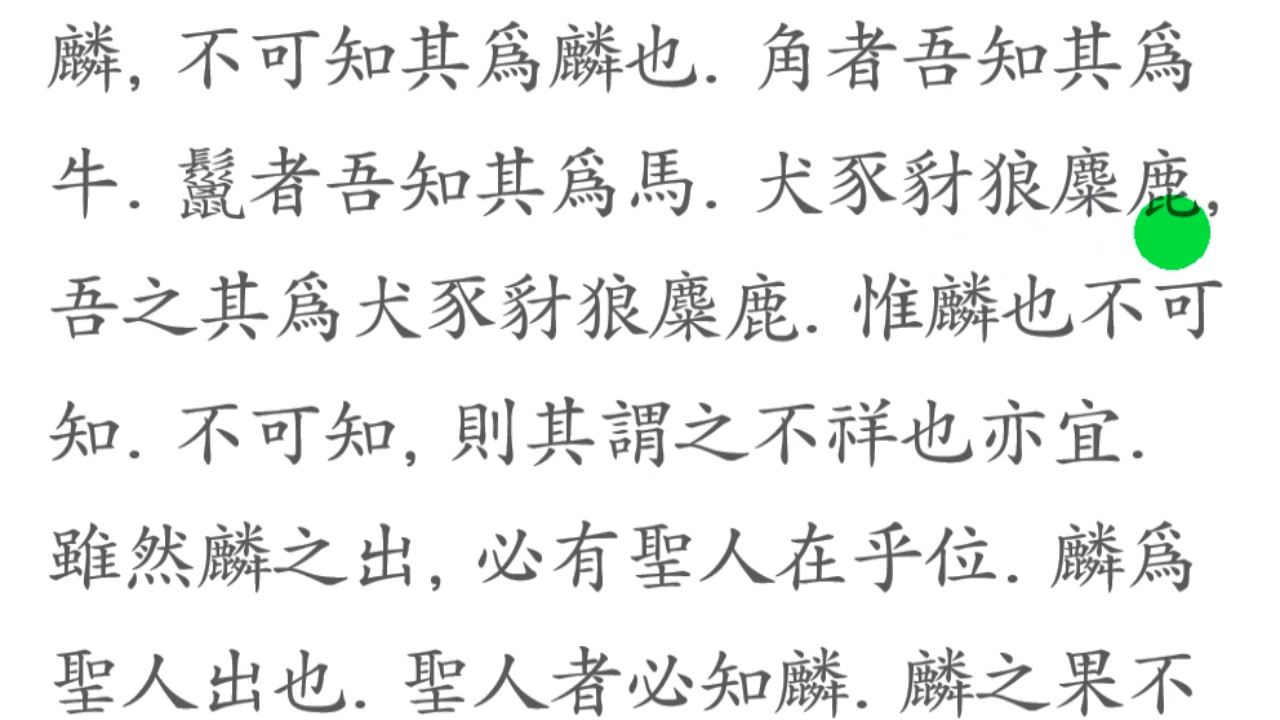 麟, 不可知其爲麟也. 角者吾知其爲
牛. 鬣者吾知其爲馬. 犬豕豺狼麋鹿,
吾之其爲犬豕豺狼麋鹿. 惟麟也不可
知. 不可知, 則其謂之不祥也亦宜.
雖然麟之出, 必有聖人在乎位. 麟爲
聖人出也. 聖人者必知麟. 麟之果不